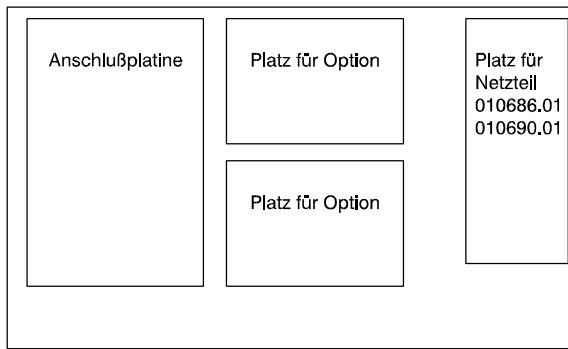 Anschlußplatine
Platz für Option
Platz für Option
Platz für
Netzteil
010686.01
010690.01